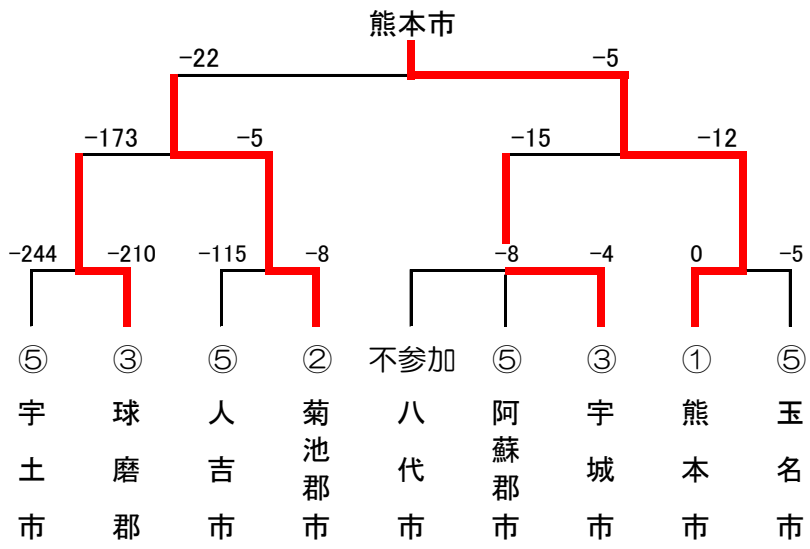 熊本市
-22
-5
-173
-5
-15
-12
-244
-210
-115
-8
-8
-4
0
-5
⑤
③
⑤
②
不参加
⑤
③
①
⑤
宇土市
球磨郡
人吉市
菊池郡市
八代市
阿蘇郡市
宇城市
熊本市
玉名市